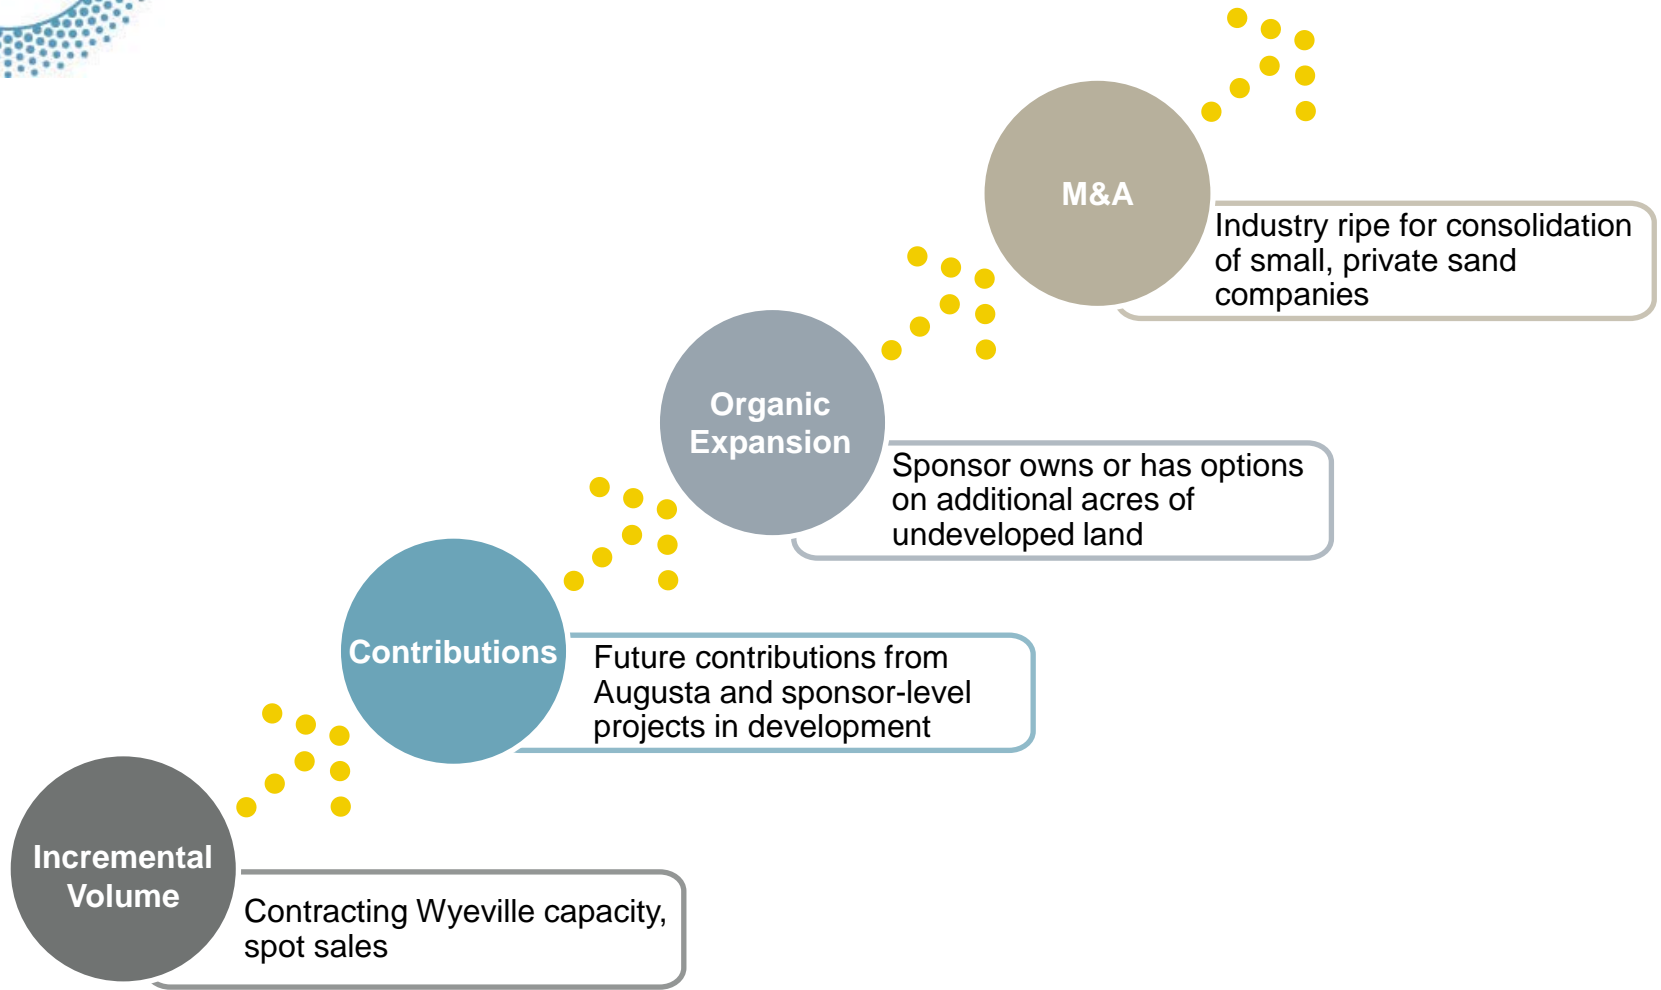 M&A
Industry ripe for consolidation
of small, private sand
companies
Organic
Expansion
Sponsor owns or has options
on additional acres of
undeveloped land
Contributions
Future contributions from
Augusta and sponsor-level
projects in development
Incremental
Volume
Contracting Wyeville capacity,
spot sales